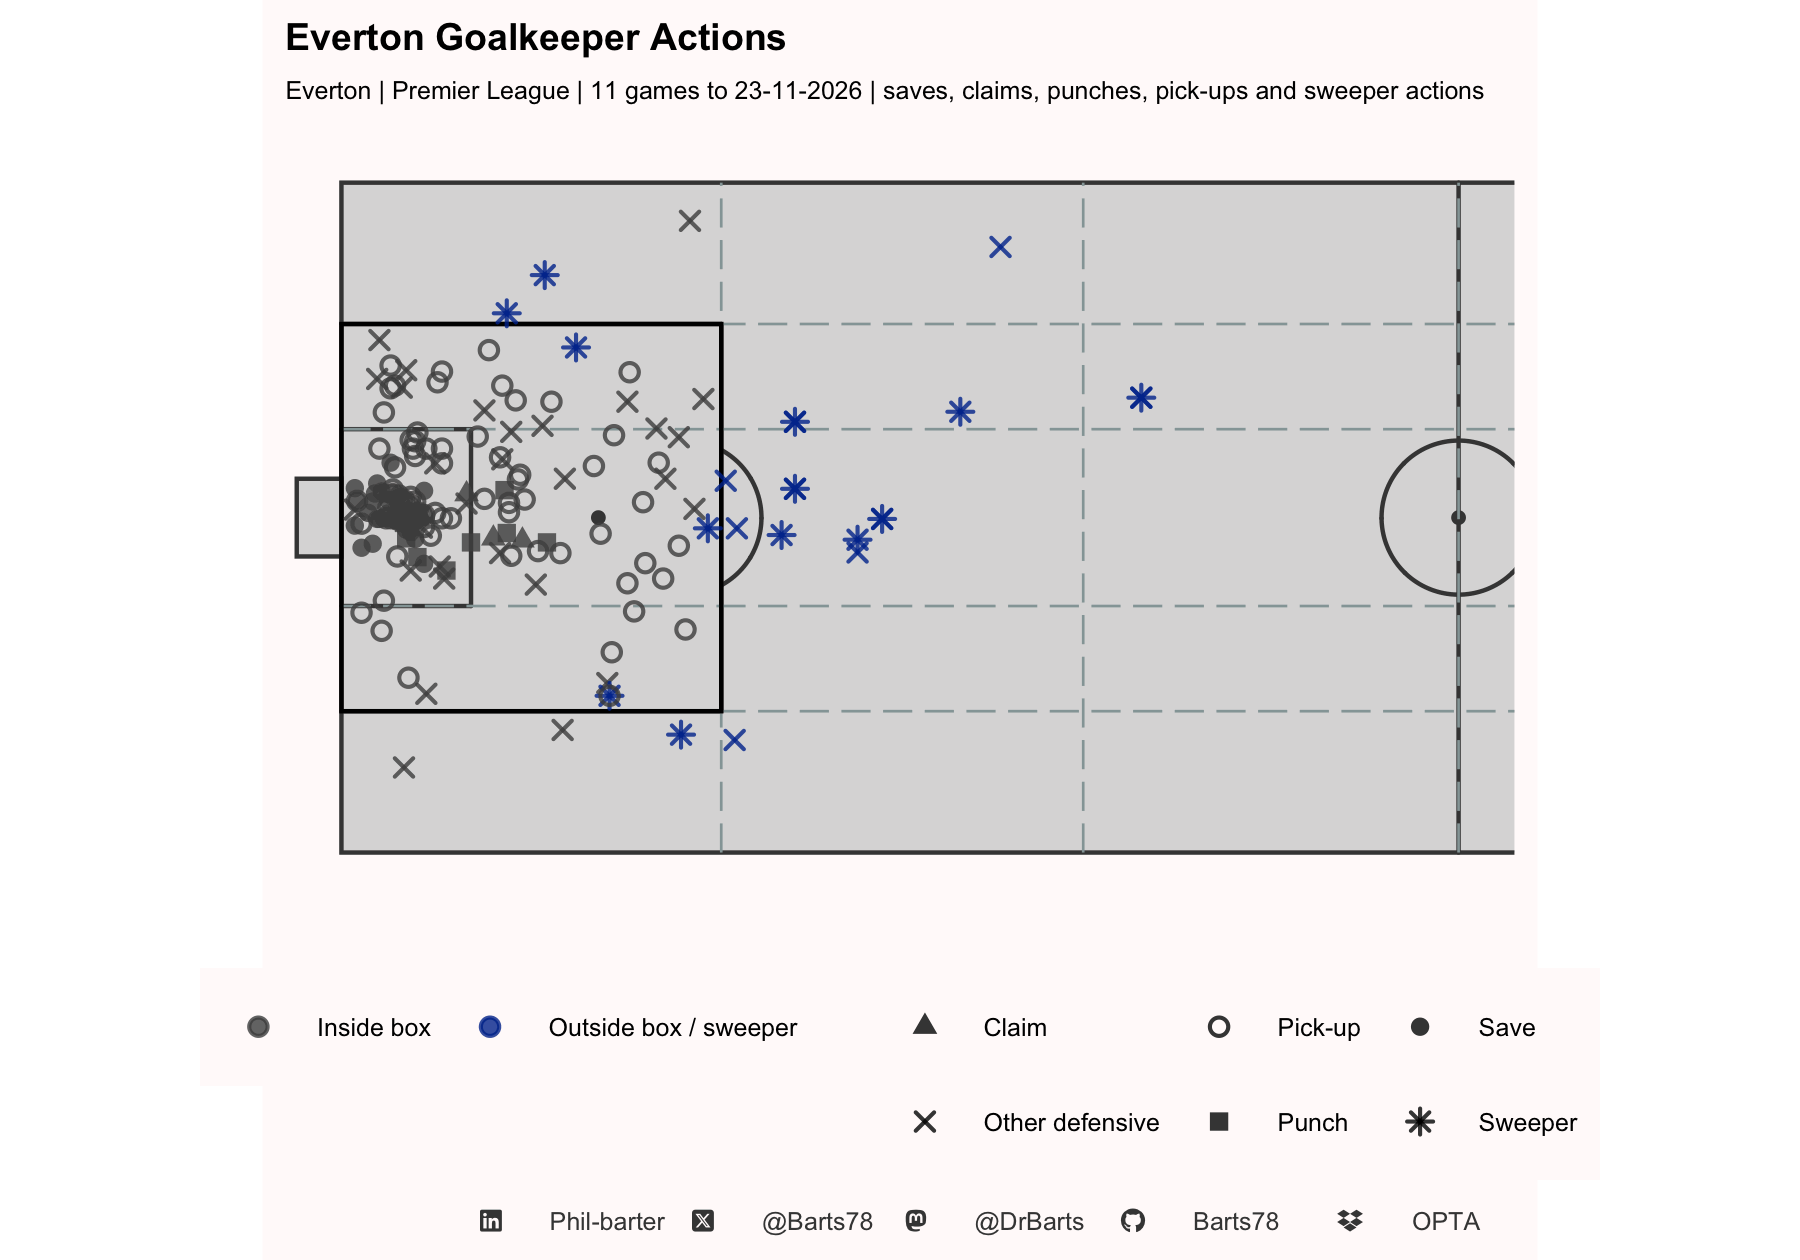 Everton Goalkeeper Actions
Everton | Premier League | 11 games to 23-11-2026 | saves, claims, punches, pick-ups and sweeper actions
Inside box Outside box / sweeper Claim Pick-up Save
Other defensive Punch Sweeper
Phil-barter @Barts78 @DrBarts Barts78 OPTA